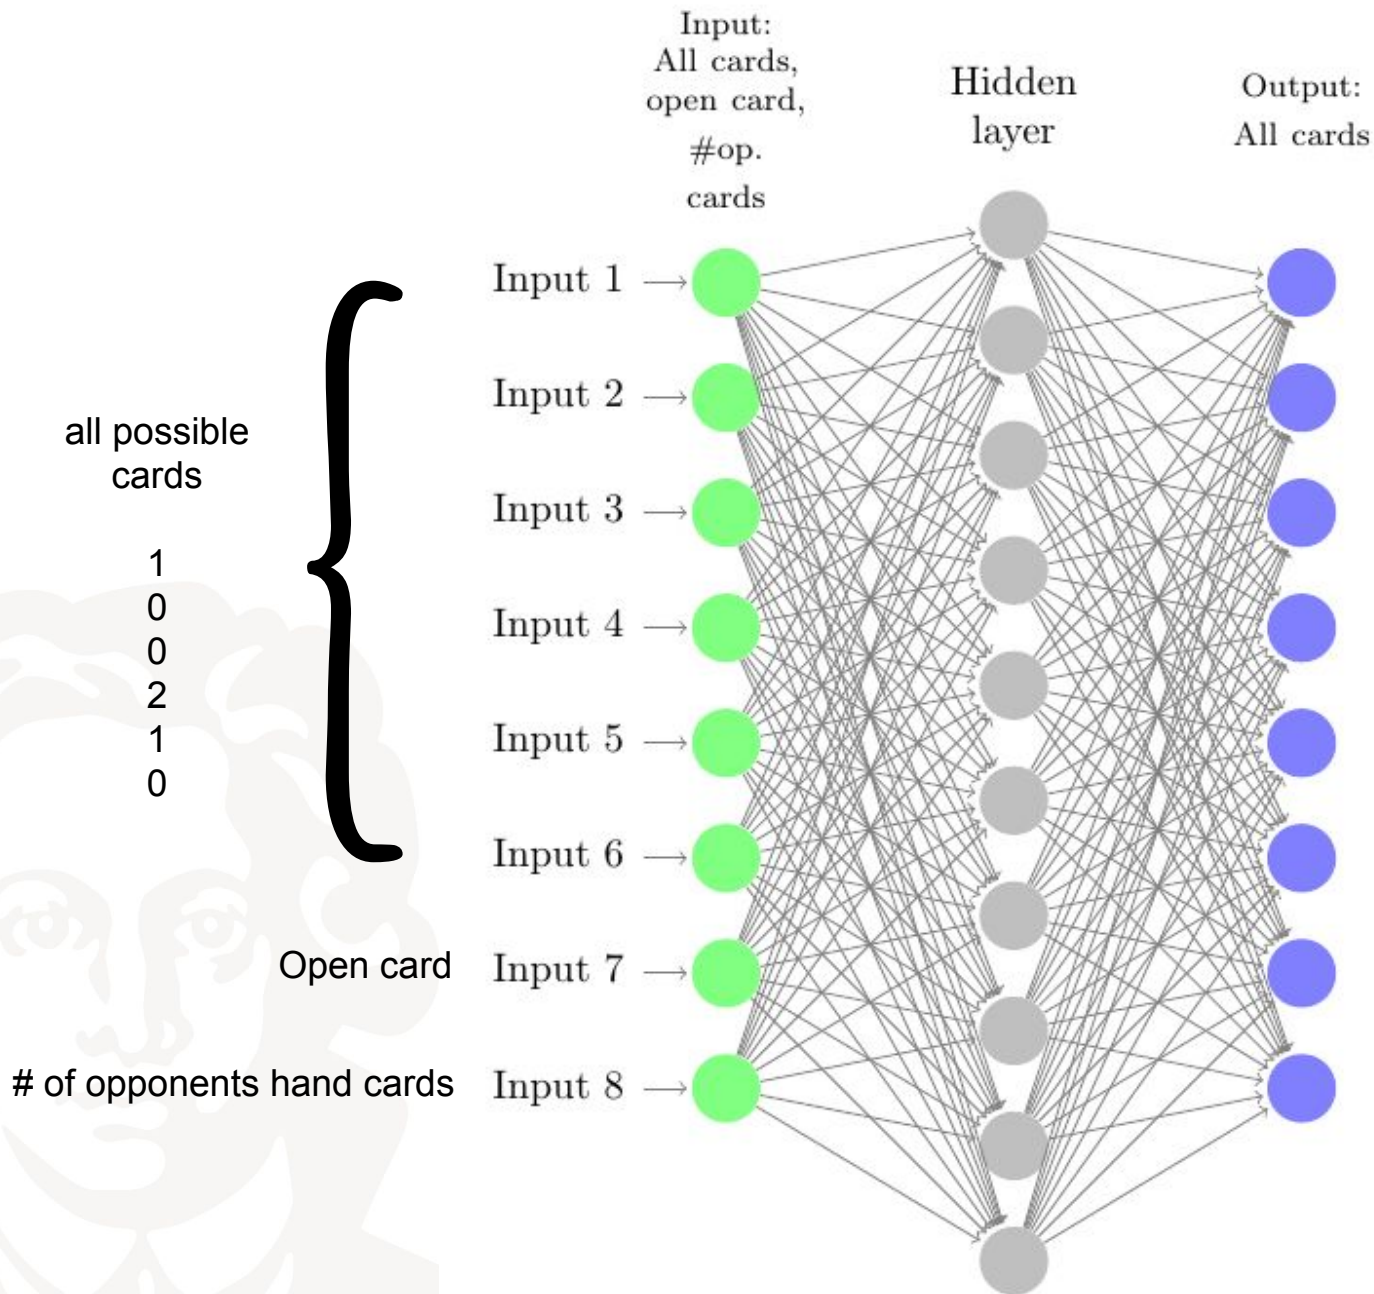 Input:
All cards,
open card,
#op.
cards
Hidden
layer
Output:
All cards
all possible
cards
1
0
0
2
1
0
Input 1
Input 2
Input 3
Input 4
Input 5
Input 6
Open card
Input 7
# of opponents hand cards
Input 8